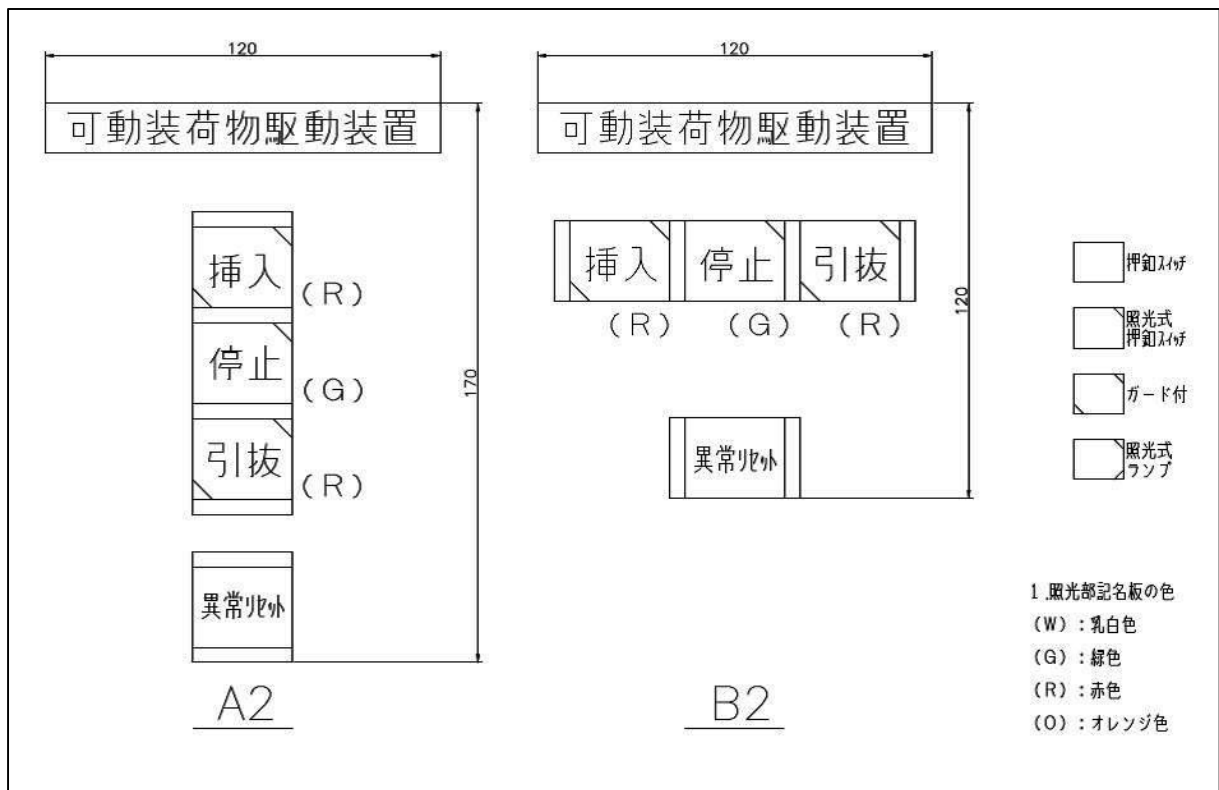 120
可動装荷物駆動装置
挿入
(R)
停止
(G)
引抜
(R)
異常リセット
170
A2
120
可動装荷物駆動装置
挿入 停止 引抜
(R) (G) (R)
異常リセット
120
B2
押釦スイッチ
照光式
押釦スイッチ
ガード付
照光式
ランプ
1.照光部記名板の色
(W):乳白色
(G):緑色
(R):赤色
(O):オレンジ色